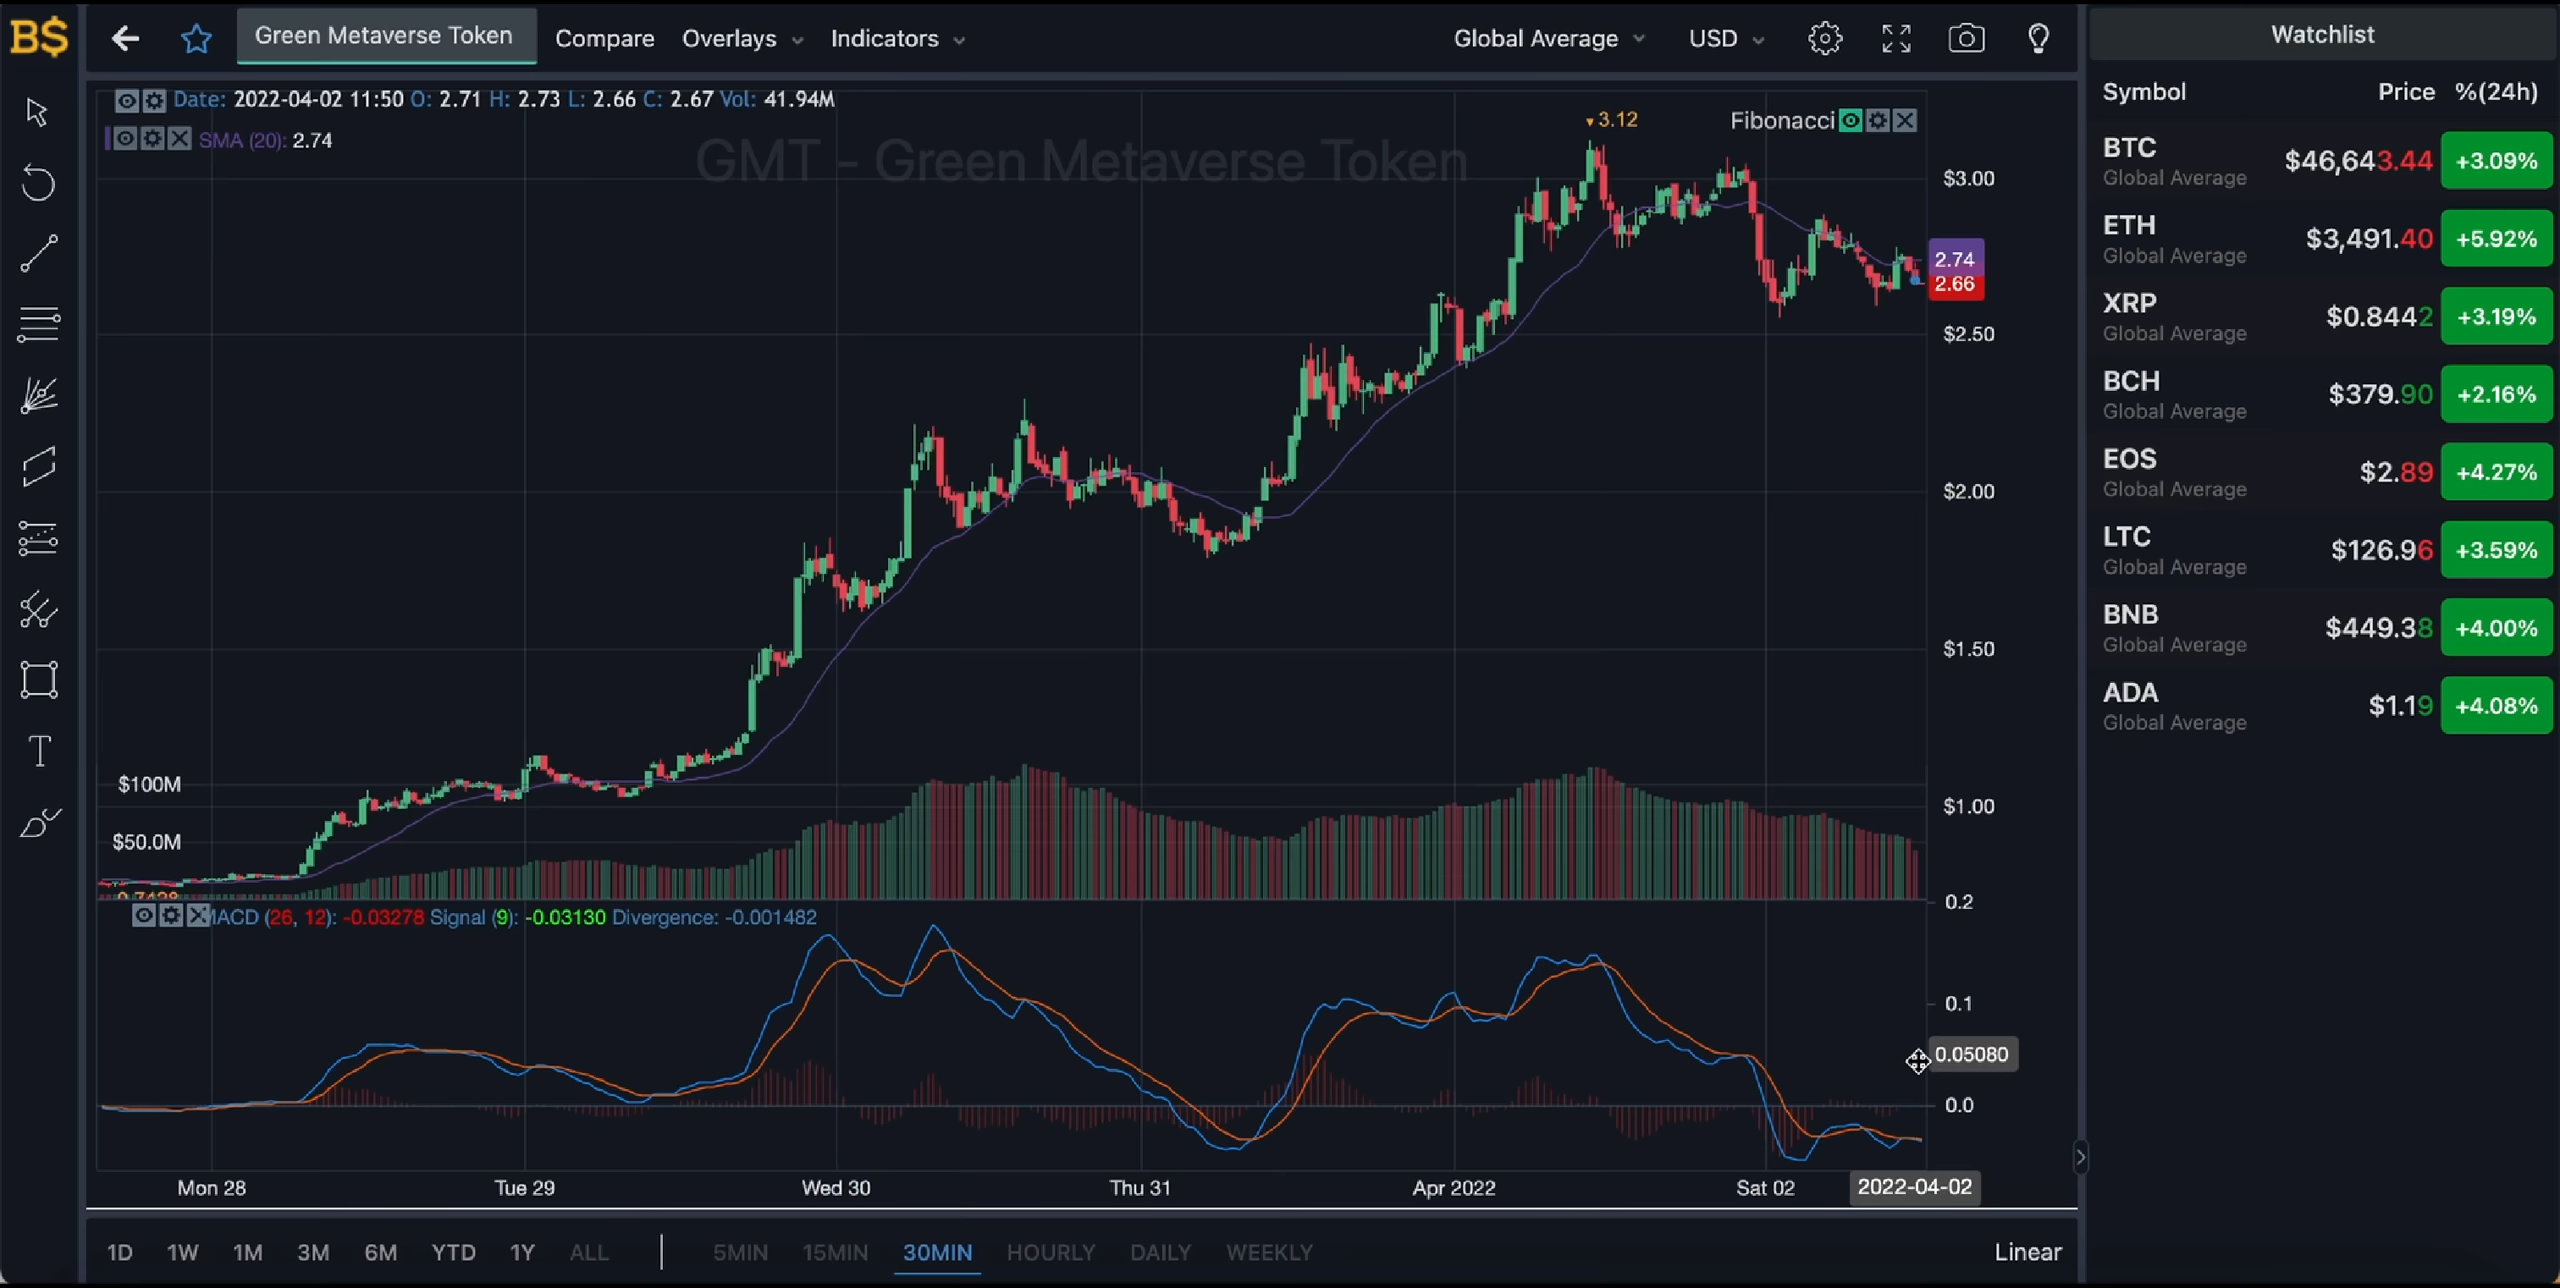 B$
Green Metaverse Token Compare Overlays Indicators Global Average USD
Date: 2022-04-02 11:50 O: 2.71 H: 2.73 L: 2.66 C: 2.67 Vol: 41.94M
SMA (20): 2.74
3.12
Fibonacci
GMT - Green Metaverse Token
$3.00
2.74
2.66
$2.50
$2.00
$1.50
$1.00
$100M
$50.0M
MACD (26, 12): -0.03278 Signal (9): -0.03130 Divergence: -0.001482
0.2
0.1
0.05080
0.0
Mon 28 Tue 29 Wed 30 Thu 31 Apr 2022 Sat 02 2022-04-02
1D 1W 1M 3M 6M YTD 1Y ALL 5MIN 15MIN 30MIN HOURLY DAILY WEEKLY Linear
Watchlist
Symbol Price %(24h)
BTC $46,643.44 +3.09%
Global Average
ETH $3,491.40 +5.92%
Global Average
XRP $0.8442 +3.19%
Global Average
BCH $379.90 +2.16%
Global Average
EOS $2.89 +4.27%
Global Average
LTC $126.96 +3.59%
Global Average
BNB $449.38 +4.00%
Global Average
ADA $1.19 +4.08%
Global Average